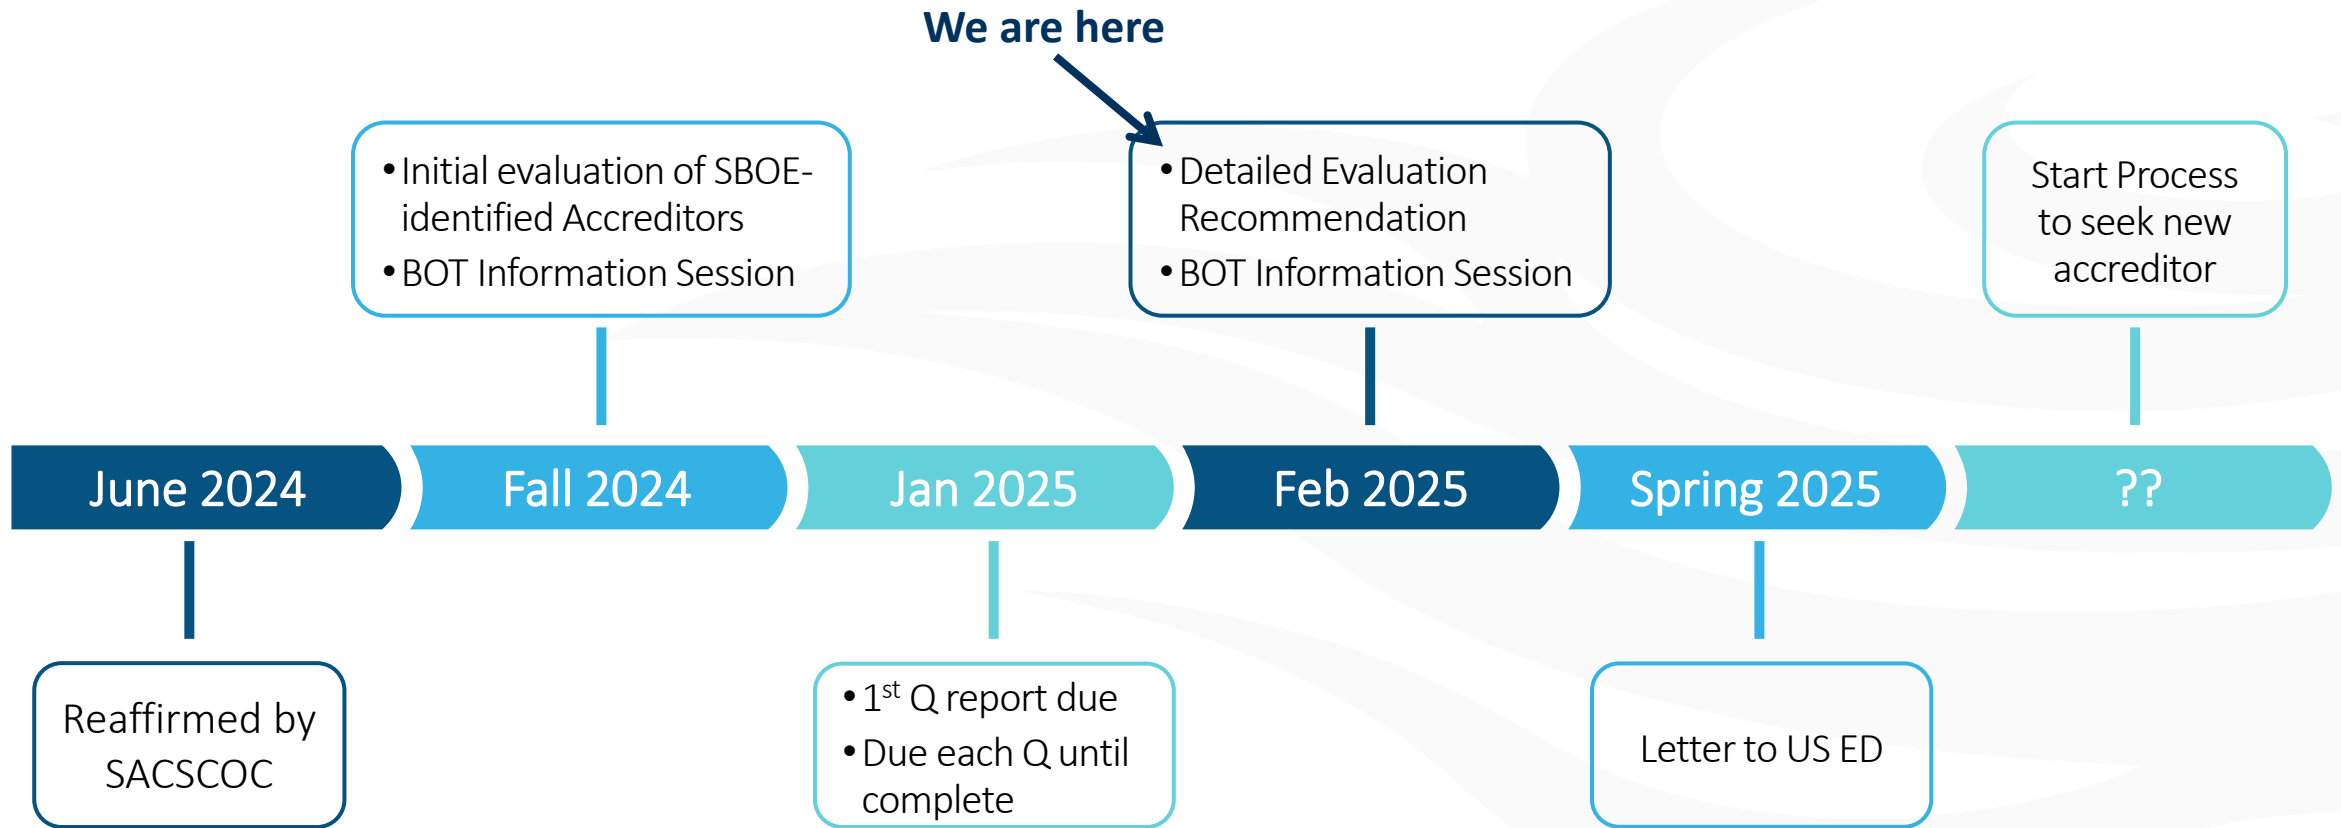 We are here
• Initial evaluation of SBOE-
identified Accreditors
• BOT Information Session
• Detailed Evaluation
Recommendation
• BOT Information Session
Start Process
to seek new
accreditor
June 2024
Fall 2024
Jan 2025
Feb 2025
Spring 2025
??
Reaffirmed by
SACSCOC
• 1st Q report due
• Due each Q until
complete
Letter to US ED